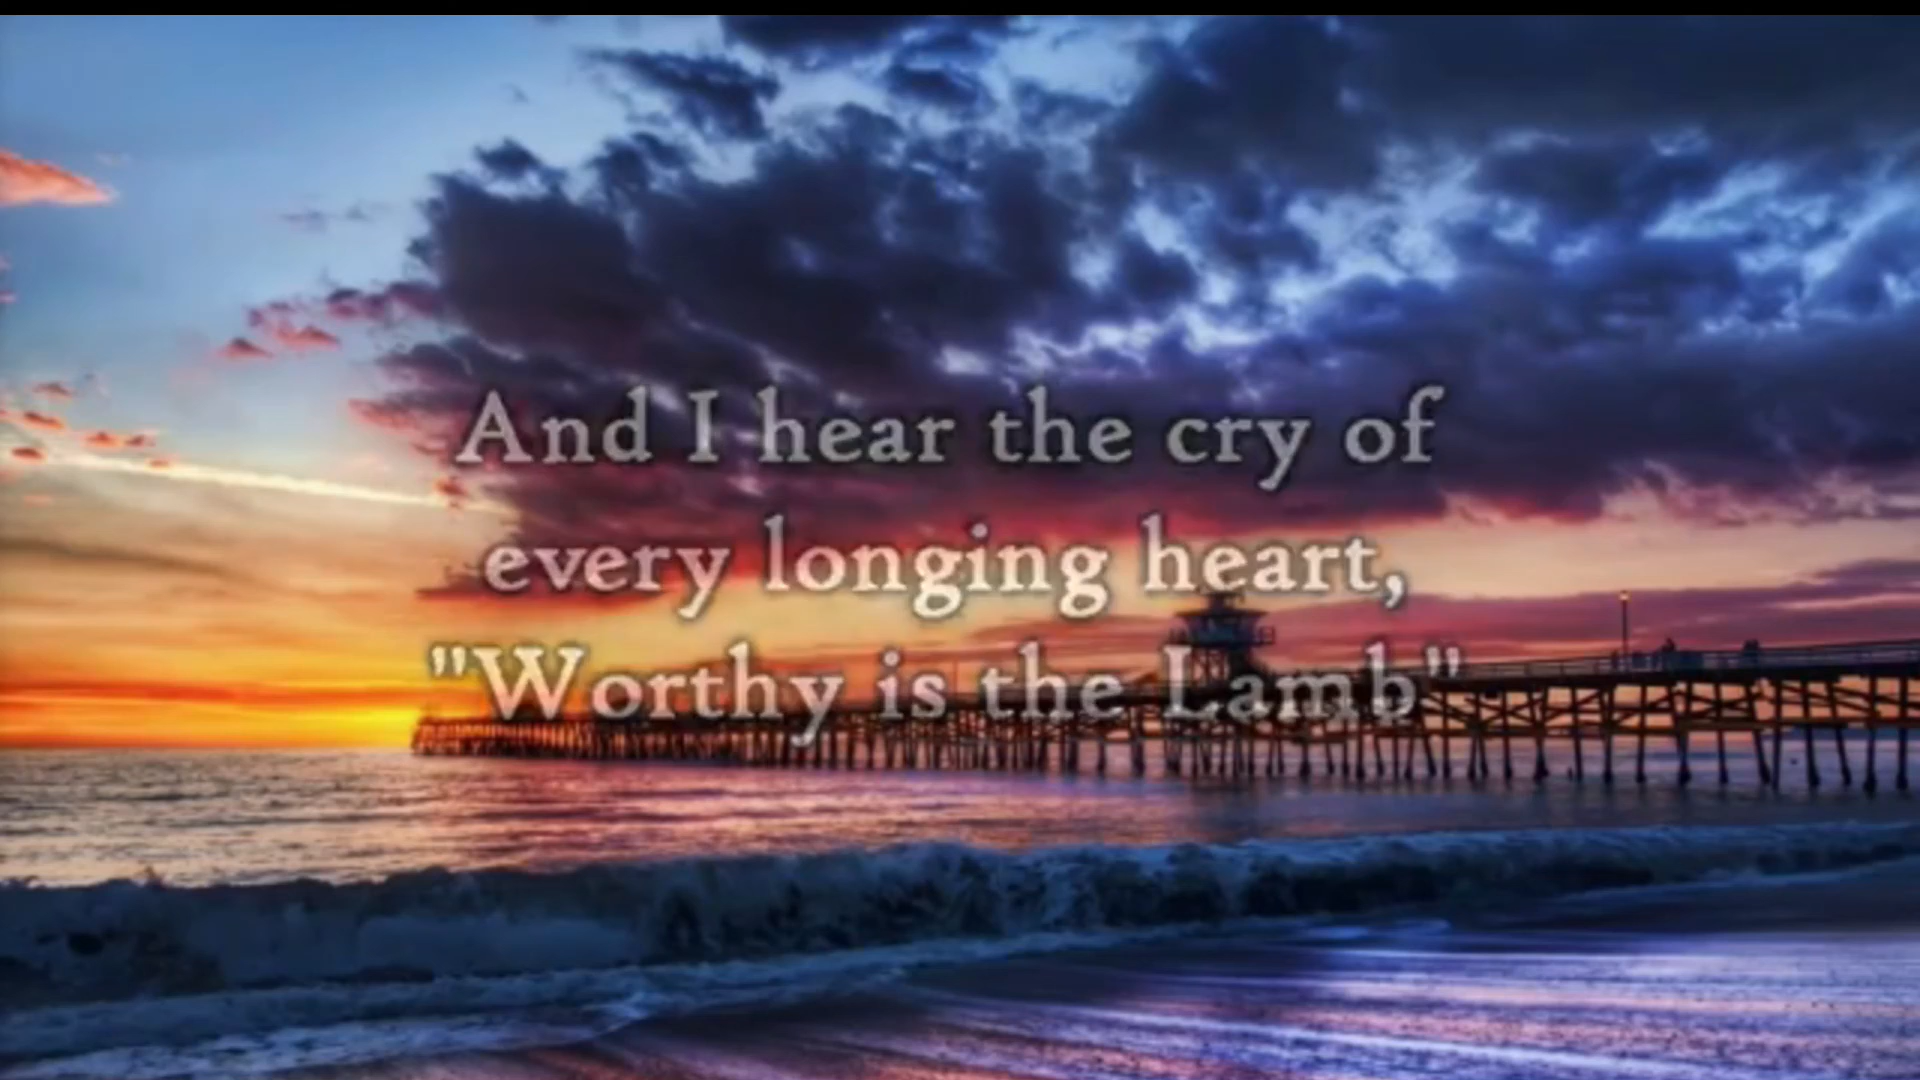 And I hear the cry of
every longing heart,
"Worthy is the Lamb"